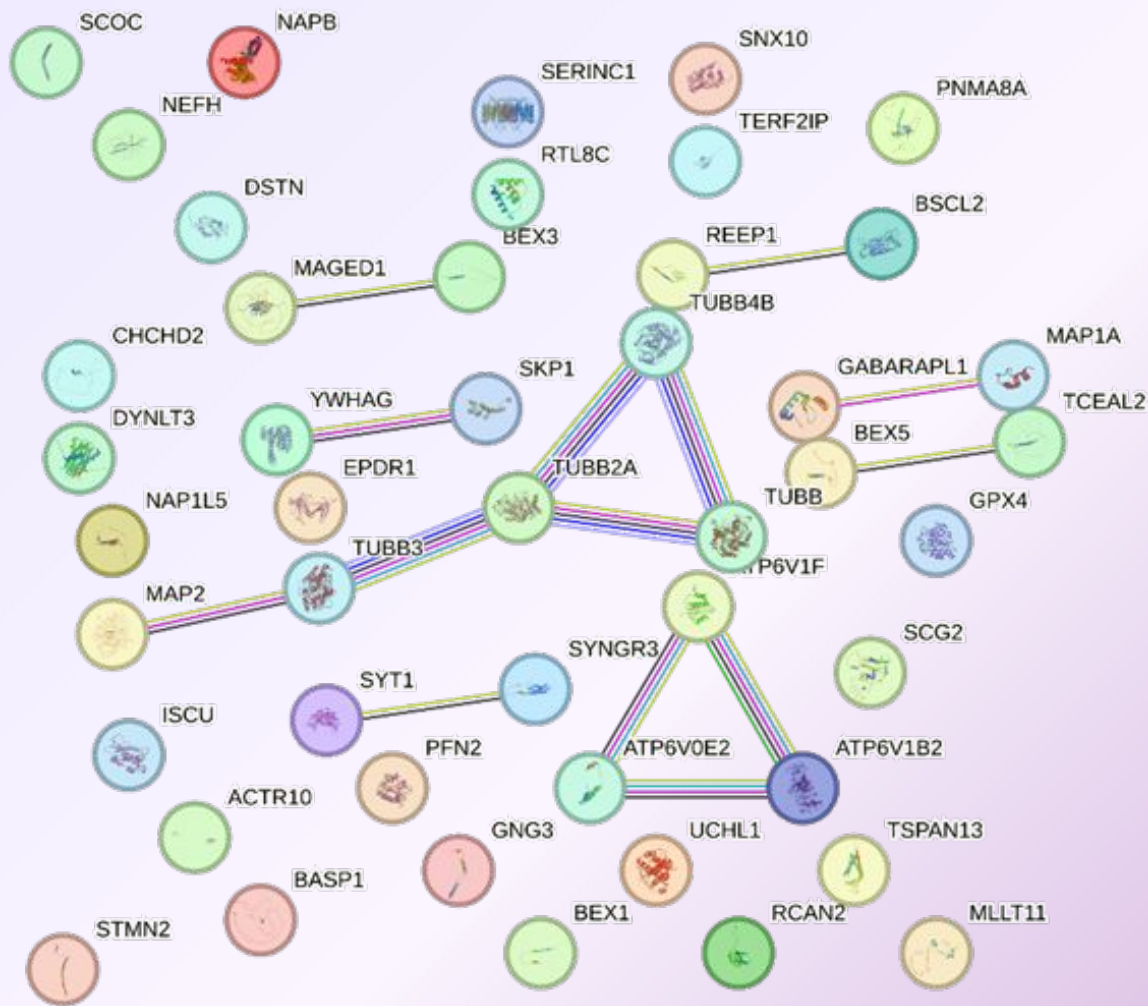 SCOC
NAPB
SNX10
SERINC1
PNMA8A
NEFH
TERF2IP
RTL8C
DSTN
BSCL2
REEP1
BEX3
MAGED1
TUBB4B
CHCHD2
MAP1A
GABARAPL1
SKP1
YWHAG
TCEAL2
DYNLT3
BEX5
EPDR1
TUBB2A
TUBB
GPX4
NAP1L5
TUBB3
ATP6V1F
MAP2
SCG2
SYNGR3
SYT1
ISCU
PFN2
ATP6V0E2
ATP6V1B2
ACTR10
GNG3
UCHL1
TSPAN13
BASP1
BEX1
RCAN2
MLLT11
STMN2